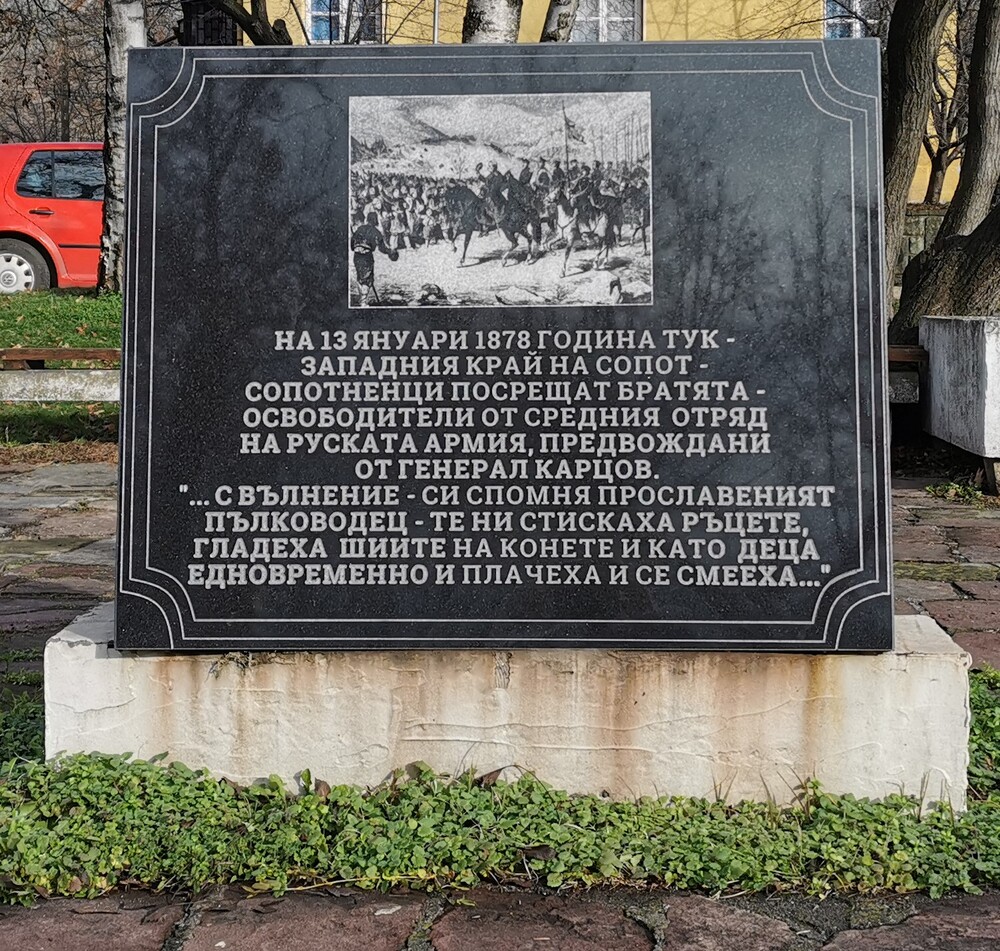 НА 13 ЯНУАРИ 1878 ГОДИНА ТУК -
ЗАПАДНИЯ КРАЙ НА СОПОТ -
СОПОТНЕНЦИ ПОСРЕЩАТ БРАТЯТА -
ОСВОБОДИТЕЛИ ОТ СРЕДНИЯ ОТРЯД
НА РУСКАТА АРМИЯ, ПРЕДВОЖДАНИ
ОТ ГЕНЕРАЛ КАРЦОВ.
"... С ВЪЛНЕНИЕ - СИ СПОМНЯ ПРОСЛАВЕНИЯТ
ПЪЛКОВОДЕЦ - ТЕ НИ СТИСКАХА РЪЦЕТЕ,
ГЛАДЕХА ШИЙТЕ НА КОНЕТЕ И КАТО ДЕЦА
ЕДНОВРЕМЕННО И ПЛАЧЕХА И СЕ СМЕЕХА..."